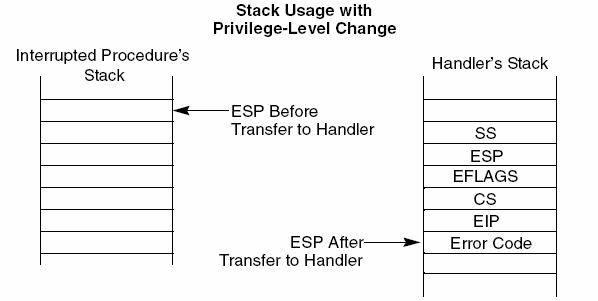 Stack Usage with
Privilege-Level Change
Interrupted Procedure's
Stack
Handler's Stack
ESP Before
Transfer to Handler
SS
ESP
EFLAGS
CS
EIP
Error Code
ESP After
Transfer to Handler